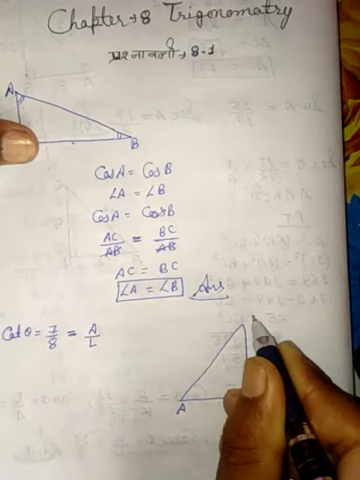 Chapter→8 Trigonometry
प्रश्नावली→8.1
A
B
CosA = CosB
∠A = ∠B
CosA = CosB
AC/AB = BC/AB
AC = BC
∠A = ∠B Ans
Cotθ = 7/8 = A/L
A